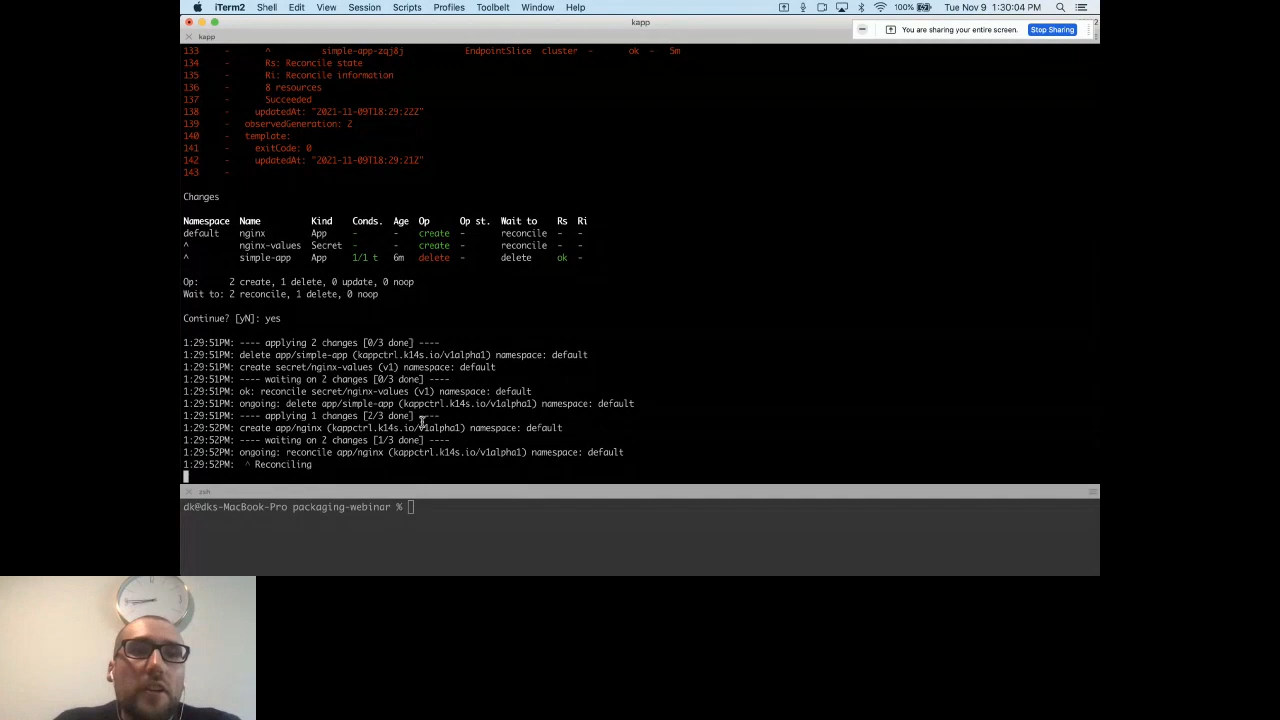 iTerm2 Shell Edit View Session Scripts Profiles Toolbelt Window Help 100% Tue Nov 9 1:30:04 PM
kapp
You are sharing your entire screen. Stop Sharing
kapp
133 - ^ simple-app-zqj8j EndpointSlice cluster - ok - 5m
134 - Rs: Reconcile state
135 - Ri: Reconcile information
136 - 8 resources
137 - Succeeded
138 - updatedAt: "2021-11-09T18:29:22Z"
139 - observedGeneration: 2
140 - template:
141 - exitCode: 0
142 - updatedAt: "2021-11-09T18:29:21Z"
143 -
Changes
Namespace Name Kind Conds. Age Op Op st. Wait to Rs Ri
default nginx App - - create - reconcile - -
^ nginx-values Secret - - create - reconcile - -
^ simple-app App 1/1 t 6m delete - delete ok -
Op: 2 create, 1 delete, 0 update, 0 noop
Wait to: 2 reconcile, 1 delete, 0 noop
Continue? [yN]: yes
1:29:51PM: ---- applying 2 changes [0/3 done] ----
1:29:51PM: delete app/simple-app (kappctrl.k14s.io/v1alpha1) namespace: default
1:29:51PM: create secret/nginx-values (v1) namespace: default
1:29:51PM: ---- waiting on 2 changes [0/3 done] ----
1:29:51PM: ok: reconcile secret/nginx-values (v1) namespace: default
1:29:51PM: ongoing: delete app/simple-app (kappctrl.k14s.io/v1alpha1) namespace: default
1:29:51PM: ---- applying 1 changes [2/3 done] ----
1:29:52PM: create app/nginx (kappctrl.k14s.io/v1alpha1) namespace: default
1:29:52PM: ---- waiting on 2 changes [1/3 done] ----
1:29:52PM: ongoing: reconcile app/nginx (kappctrl.k14s.io/v1alpha1) namespace: default
1:29:52PM: ^ Reconciling
zsh
dk@dks-MacBook-Pro packaging-webinar %